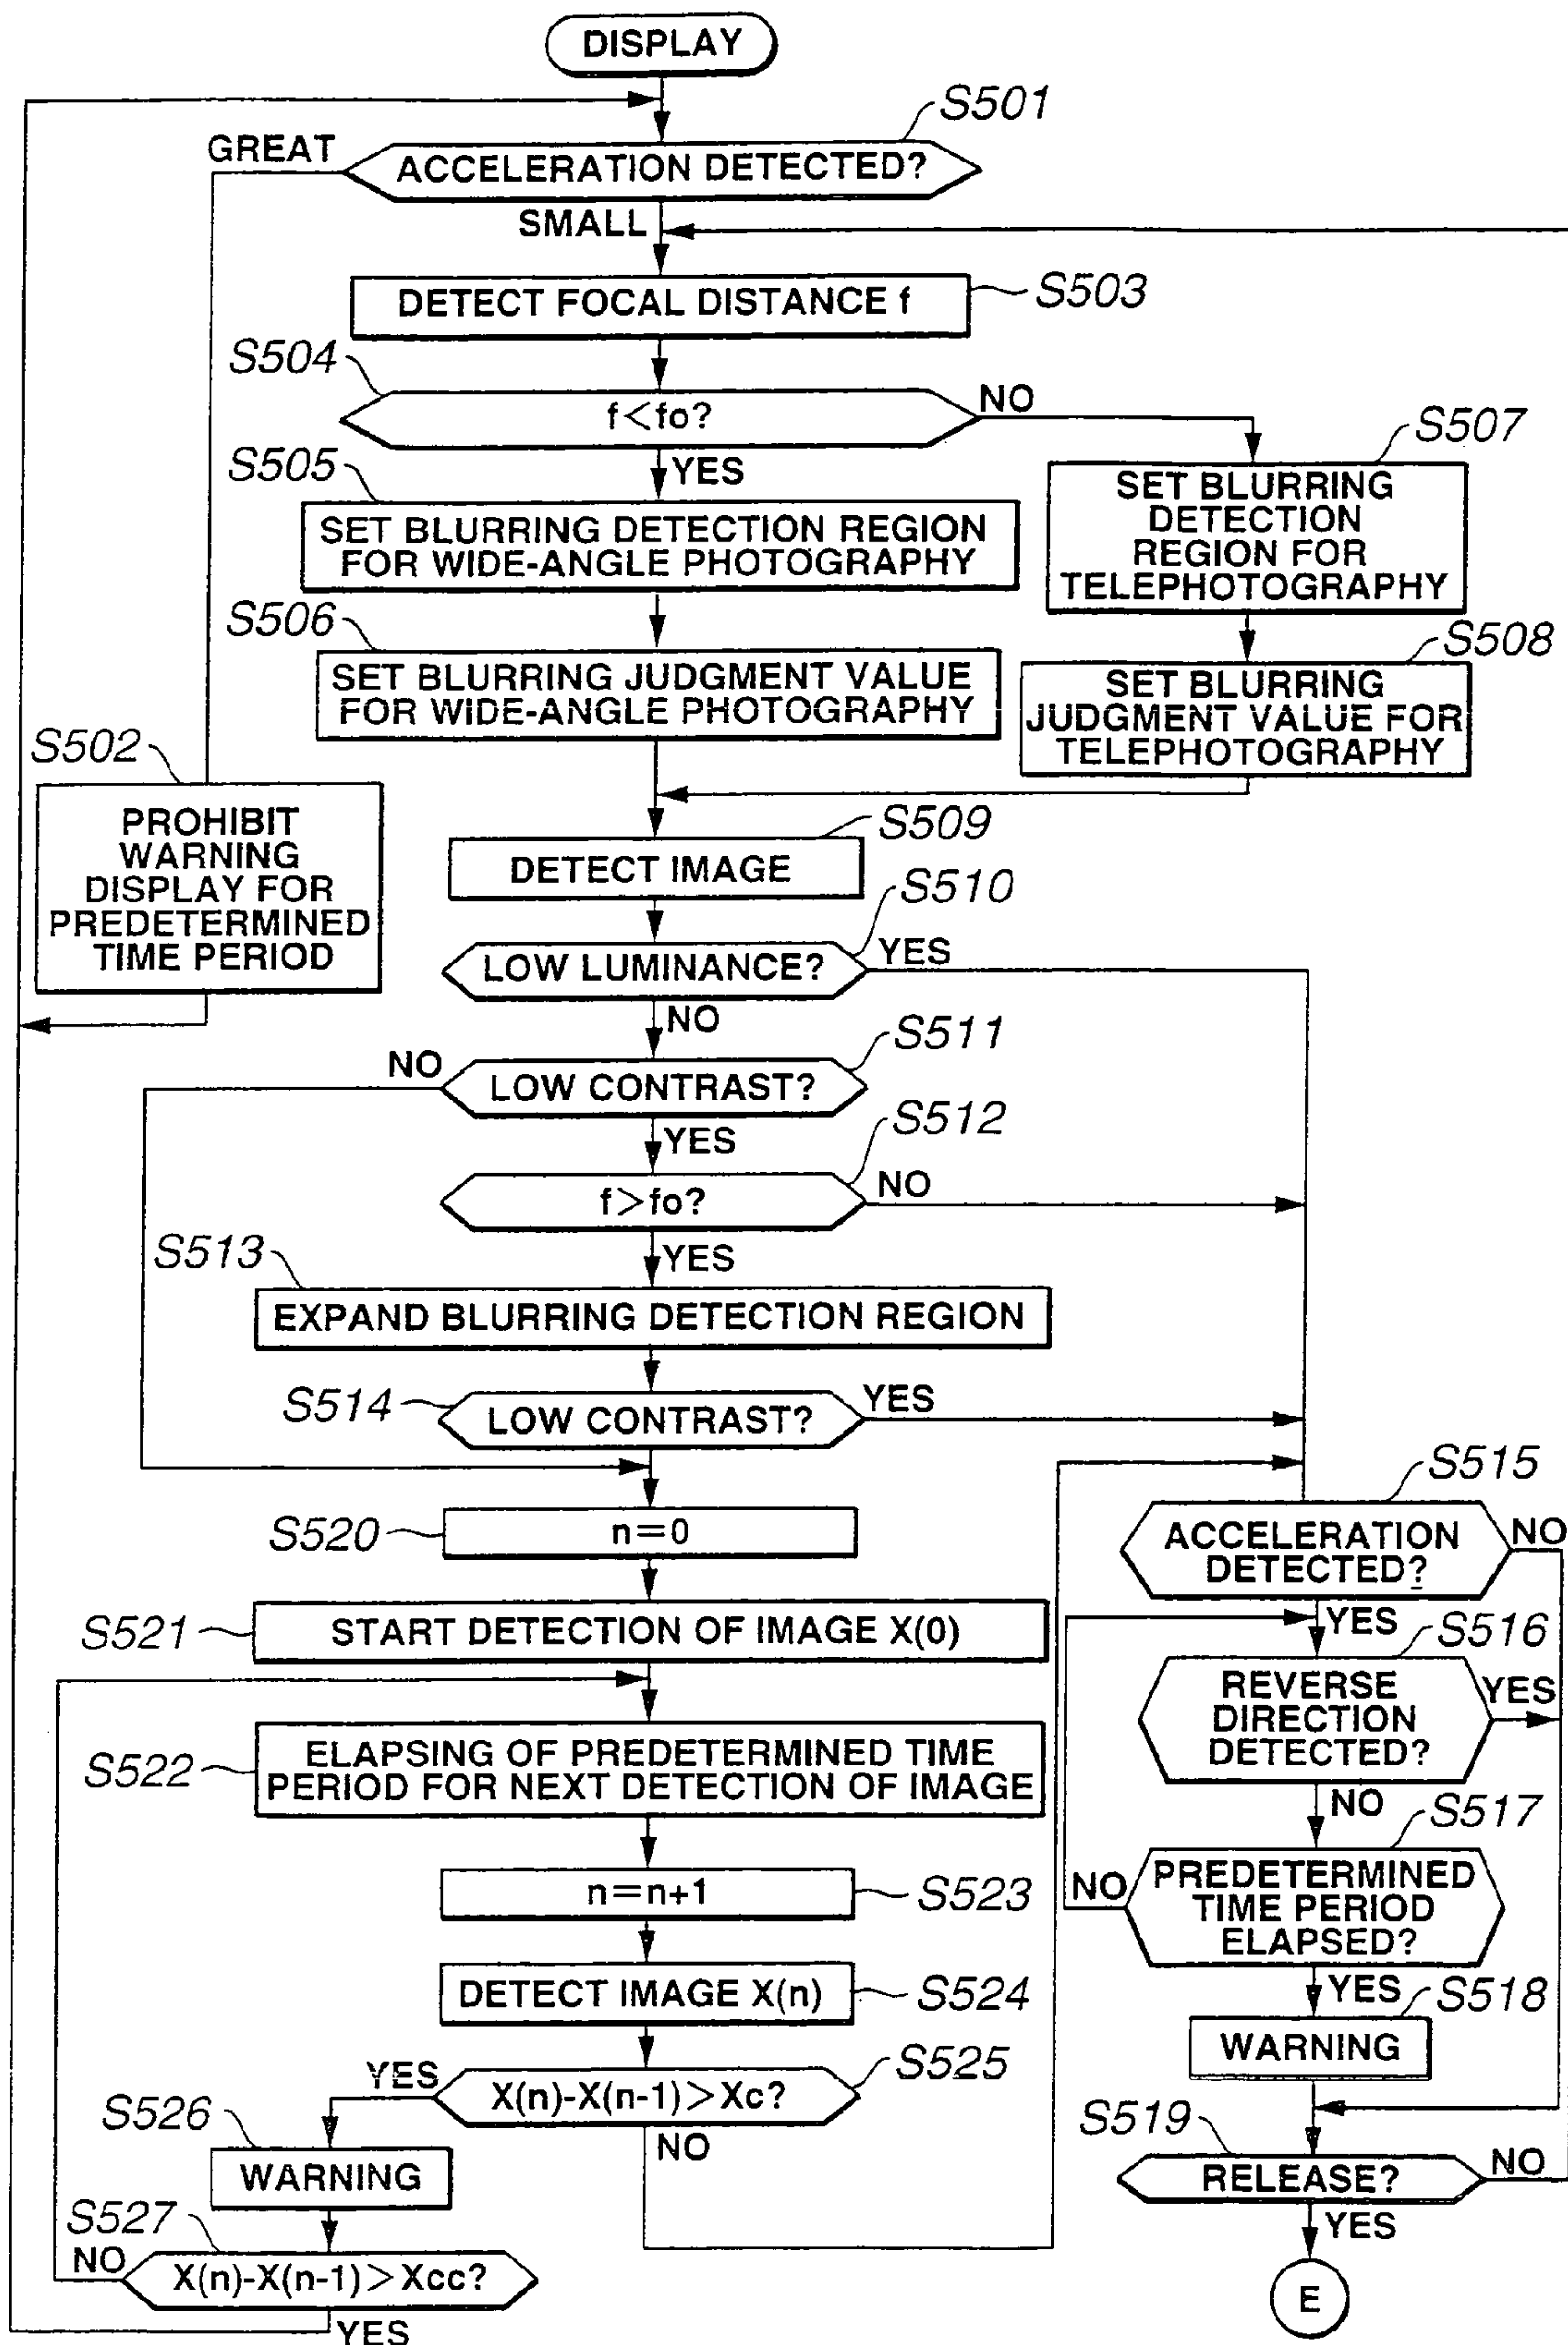 DISPLAY
S501
GREAT
ACCELERATION DETECTED?
SMALL
DETECT FOCAL DISTANCE f
S503
S504
f<fo?
NO
S507
S505
YES
SET BLURRING
DETECTION
REGION FOR
TELEPHOTOGRAPHY
SET BLURRING DETECTION REGION
FOR WIDE-ANGLE PHOTOGRAPHY
S506
S508
SET BLURRING JUDGMENT VALUE
FOR WIDE-ANGLE PHOTOGRAPHY
SET BLURRING
JUDGMENT VALUE FOR
TELEPHOTOGRAPHY
S502
PROHIBIT
WARNING
DISPLAY FOR
PREDETERMINED
TIME PERIOD
S509
DETECT IMAGE
S510
LOW LUMINANCE?
YES
NO
S511
NO
LOW CONTRAST?
YES
S512
f>fo?
NO
YES
S513
EXPAND BLURRING DETECTION REGION
S514
LOW CONTRAST?
YES
S515
ACCELERATION
DETECTED?
NO
S520
n=0
YES
S521
START DETECTION OF IMAGE X(0)
S516
REVERSE
DIRECTION
DETECTED?
YES
S522
ELAPSING OF PREDETERMINED TIME
PERIOD FOR NEXT DETECTION OF IMAGE
NO
S517
PREDETERMINED
TIME PERIOD
ELAPSED?
NO
n=n+1
S523
YES
S518
DETECT IMAGE X(n)
S524
WARNING
YES
X(n)-X(n-1)>Xc?
S525
NO
S526
WARNING
S519
RELEASE?
NO
YES
S527
NO
X(n)-X(n-1)>Xcc?
YES
E